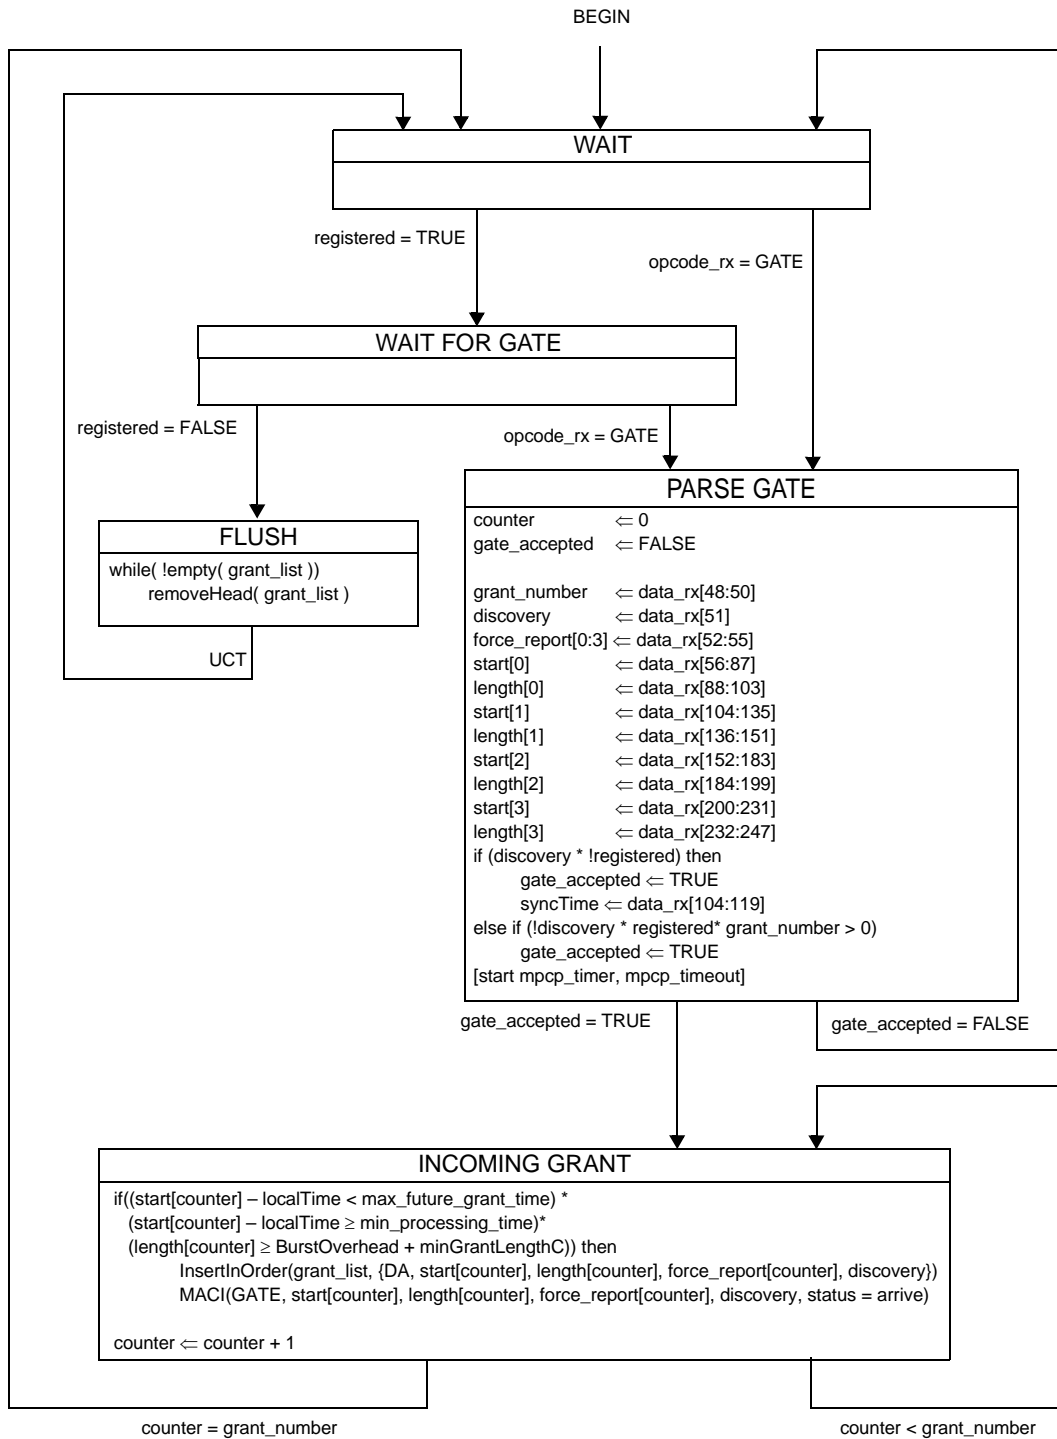 BEGIN
WAIT
registered = TRUE
opcode_rx = GATE
WAIT FOR GATE
registered = FALSE
opcode_rx = GATE
FLUSH
while( !empty( grant_list ))
removeHead( grant_list )
UCT
PARSE GATE
counter ⇐ 0
gate_accepted ⇐ FALSE
grant_number ⇐ data_rx[48:50]
discovery ⇐ data_rx[51]
force_report[0:3] ⇐ data_rx[52:55]
start[0] ⇐ data_rx[56:87]
length[0] ⇐ data_rx[88:103]
start[1] ⇐ data_rx[104:135]
length[1] ⇐ data_rx[136:151]
start[2] ⇐ data_rx[152:183]
length[2] ⇐ data_rx[184:199]
start[3] ⇐ data_rx[200:231]
length[3] ⇐ data_rx[232:247]
if (discovery * !registered) then
gate_accepted ⇐ TRUE
syncTime ⇐ data_rx[104:119]
else if (!discovery * registered* grant_number > 0)
gate_accepted ⇐ TRUE
[start mpcp_timer, mpcp_timeout]
gate_accepted = TRUE
gate_accepted = FALSE
INCOMING GRANT
if((start[counter] – localTime < max_future_grant_time) *
(start[counter] – localTime ≥ min_processing_time)*
(length[counter] ≥ BurstOverhead + minGrantLengthC)) then
InsertInOrder(grant_list, {DA, start[counter], length[counter], force_report[counter], discovery})
MACI(GATE, start[counter], length[counter], force_report[counter], discovery, status = arrive)
counter ⇐ counter + 1
counter = grant_number
counter < grant_number